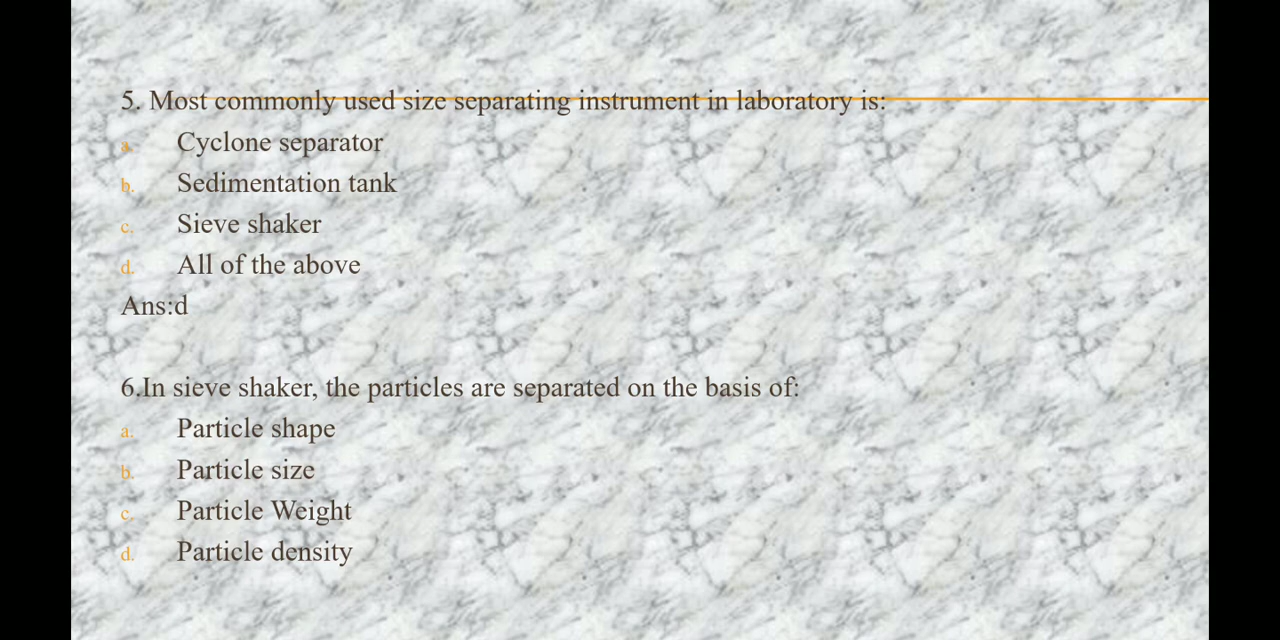 5. Most commonly used size separating instrument in laboratory is:
a. Cyclone separator
b. Sedimentation tank
c. Sieve shaker
d. All of the above
Ans:d
6.In sieve shaker, the particles are separated on the basis of:
a. Particle shape
b. Particle size
c. Particle Weight
d. Particle density